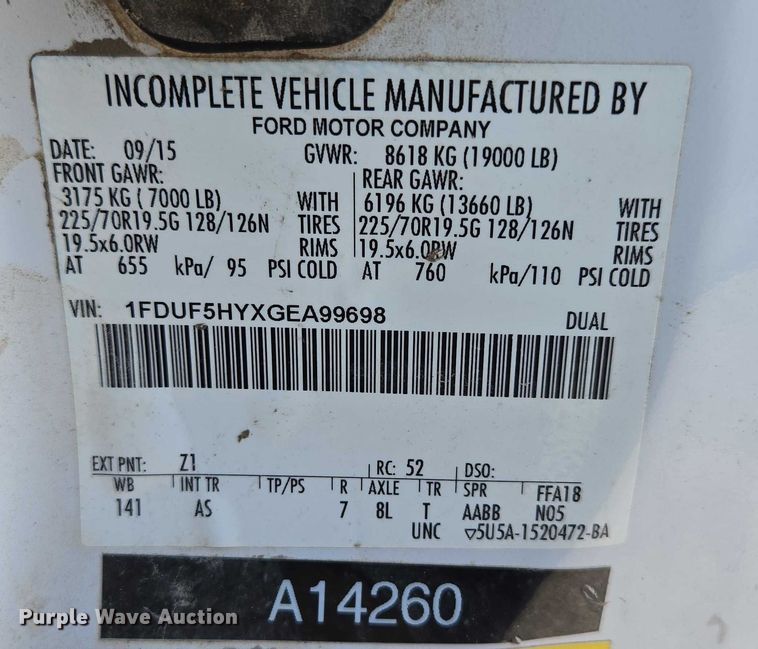 INCOMPLETE VEHICLE MANUFACTURED BY
FORD MOTOR COMPANY
DATE: 09/15 GVWR: 8618 KG (19000 LB)
FRONT GAWR: REAR GAWR:
3175 KG ( 7000 LB) WITH 6196 KG (13660 LB) WITH
225/70R19.5G 128/126N TIRES 225/70R19.5G 128/126N TIRES
19.5x6.0RW RIMS 19.5x6.0RW RIMS
AT 655 kPa/ 95 PSI COLD AT 760 kPa/110 PSI COLD
VIN: 1FDUF5HYXGEA99698 DUAL
EXT PNT: Z1 RC: 52 DSO:
WB INT TR TP/PS R AXLE TR SPR FFA18
141 AS 7 8L T AABB N05
UNC ▽5U5A-1520472-BA
A14260
Purple Wave Auction